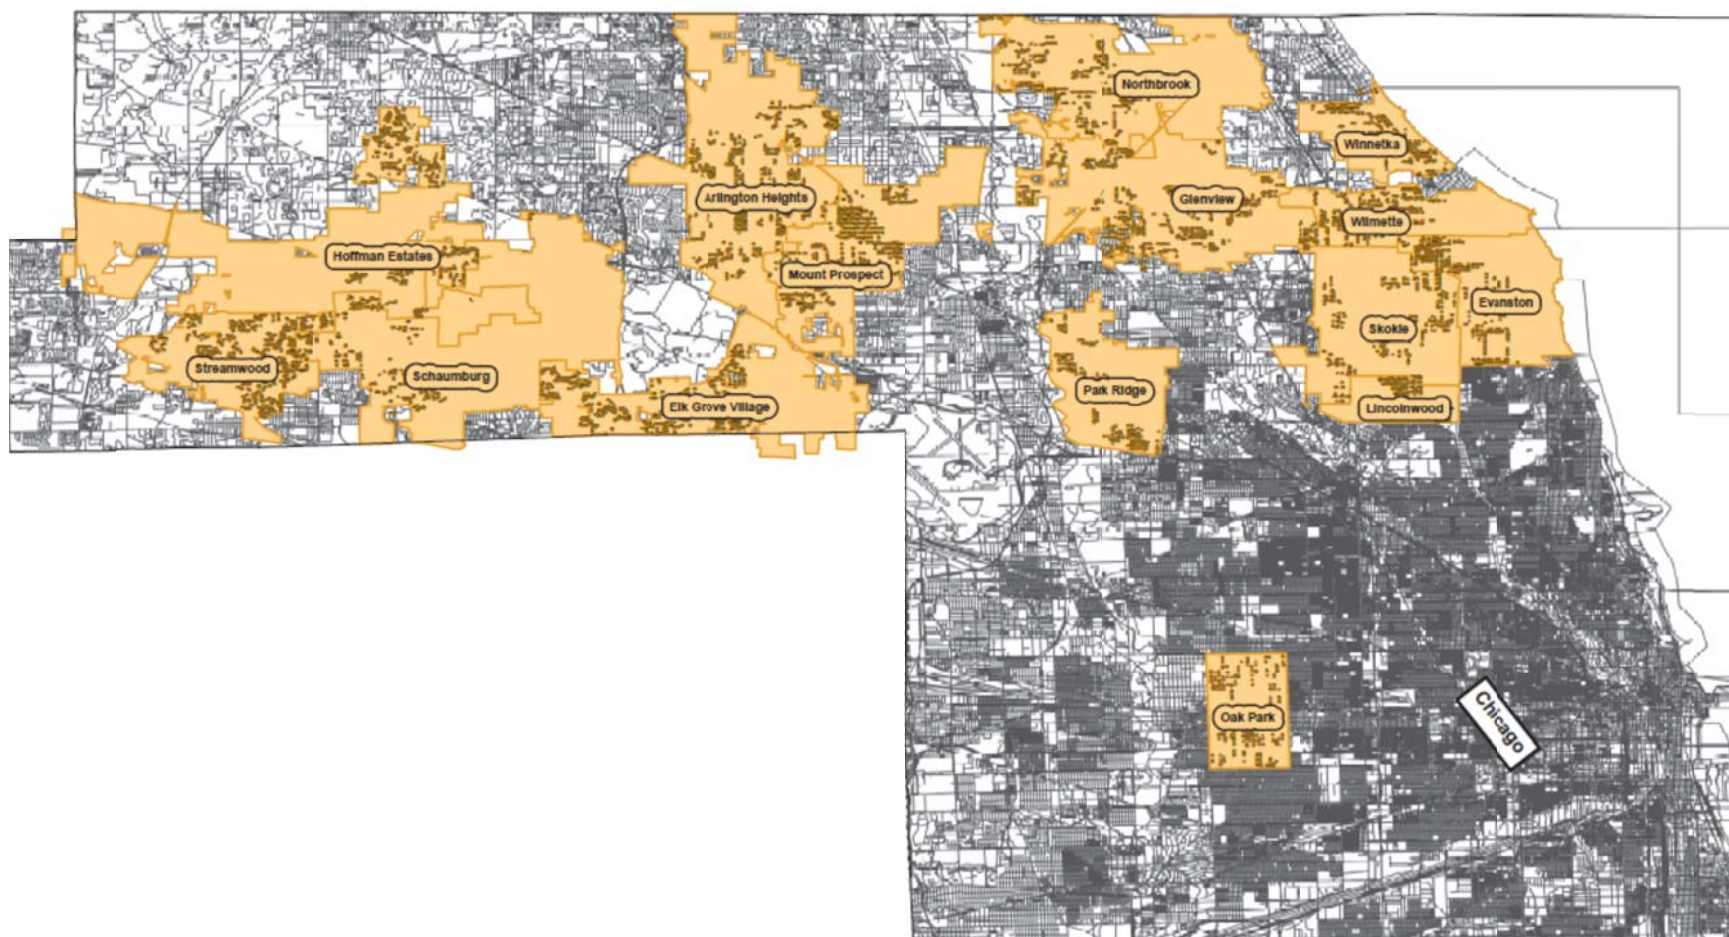 Northbrook
Winnetka
Arlington Heights
Glenview
Wilmette
Hoffman Estates
Mount Prospect
Evanston
Skokie
Streamwood
Schaumburg
Park Ridge
Elk Grove Village
Lincolnwood
Oak Park
Chicago